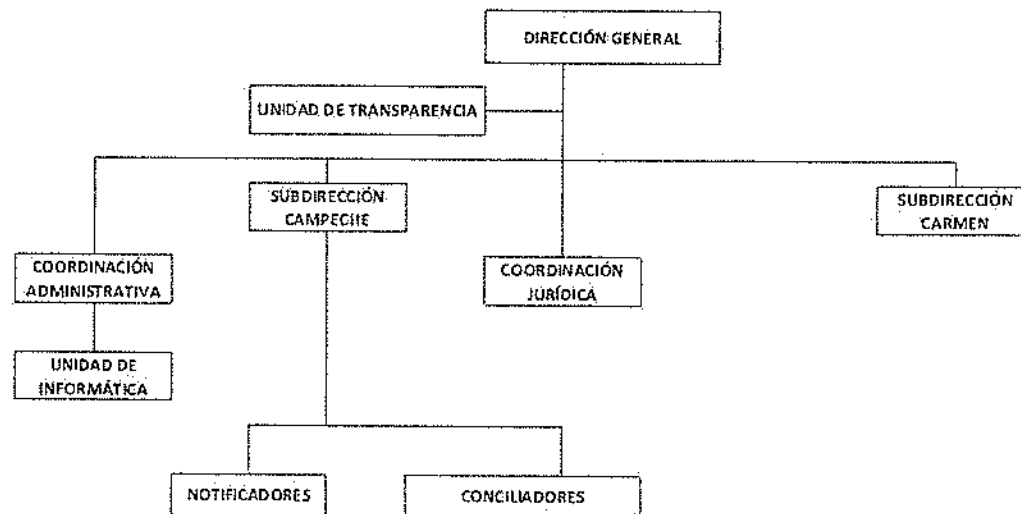 DIRECCIÓN GENERAL
UNIDAD DE TRANSPARENCIA
SUBDIRECCIÓN
CAMPECHE
SUBDIRECCIÓN
CARMEN
COORDINACIÓN
ADMINISTRATIVA
COORDINACIÓN
JURÍDICA
UNIDAD DE
INFORMÁTICA
NOTIFICADORES
CONCILIADORES